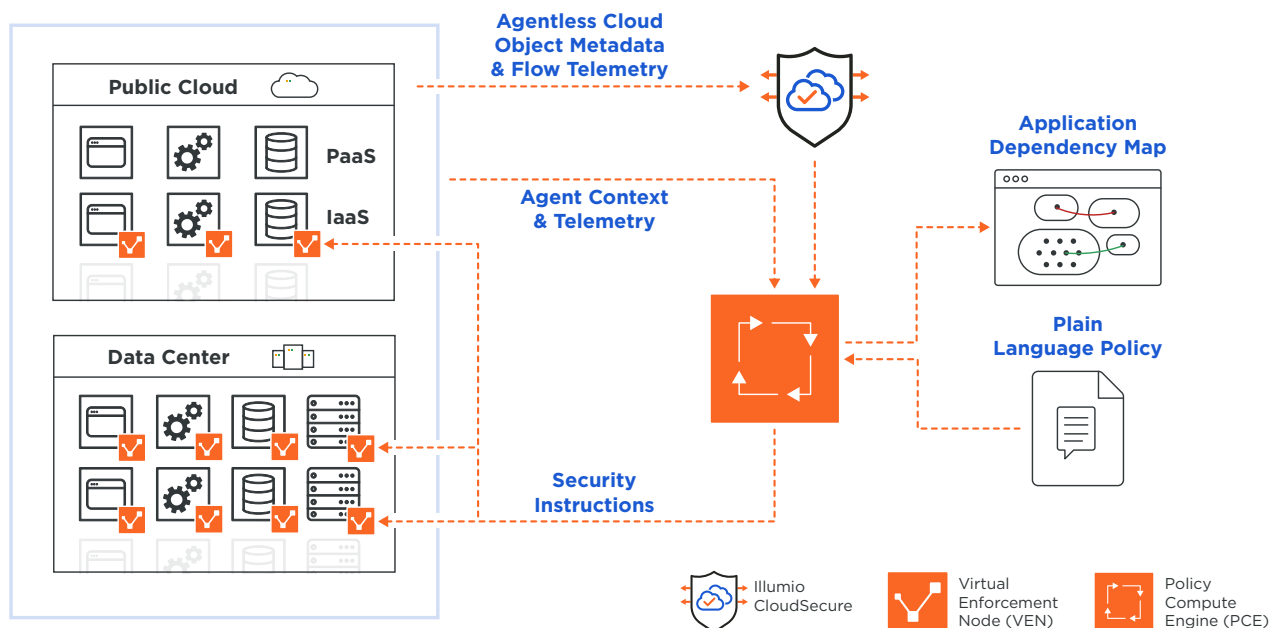 Agentless Cloud
Object Metadata
& Flow Telemetry
Public Cloud
PaaS
IaaS
Agent Context
& Telemetry
Application
Dependency Map
Plain
Language Policy
Data Center
Security
Instructions
Illumio
CloudSecure
Virtual
Enforcement
Node (VEN)
Policy
Compute
Engine (PCE)